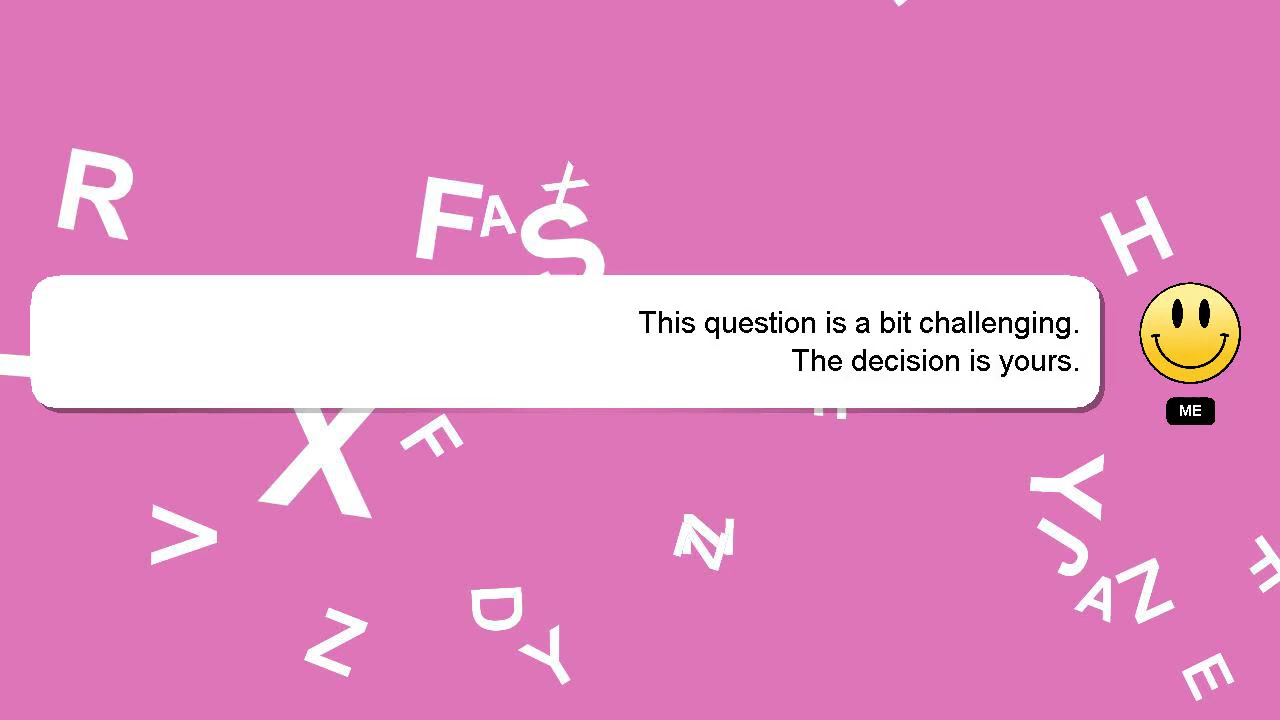 R
F
A
X
S
H
This question is a bit challenging.
The decision is yours.
ME
X
F
Y
V
N
Z
J
A
Z
F
D
Y
Z
E